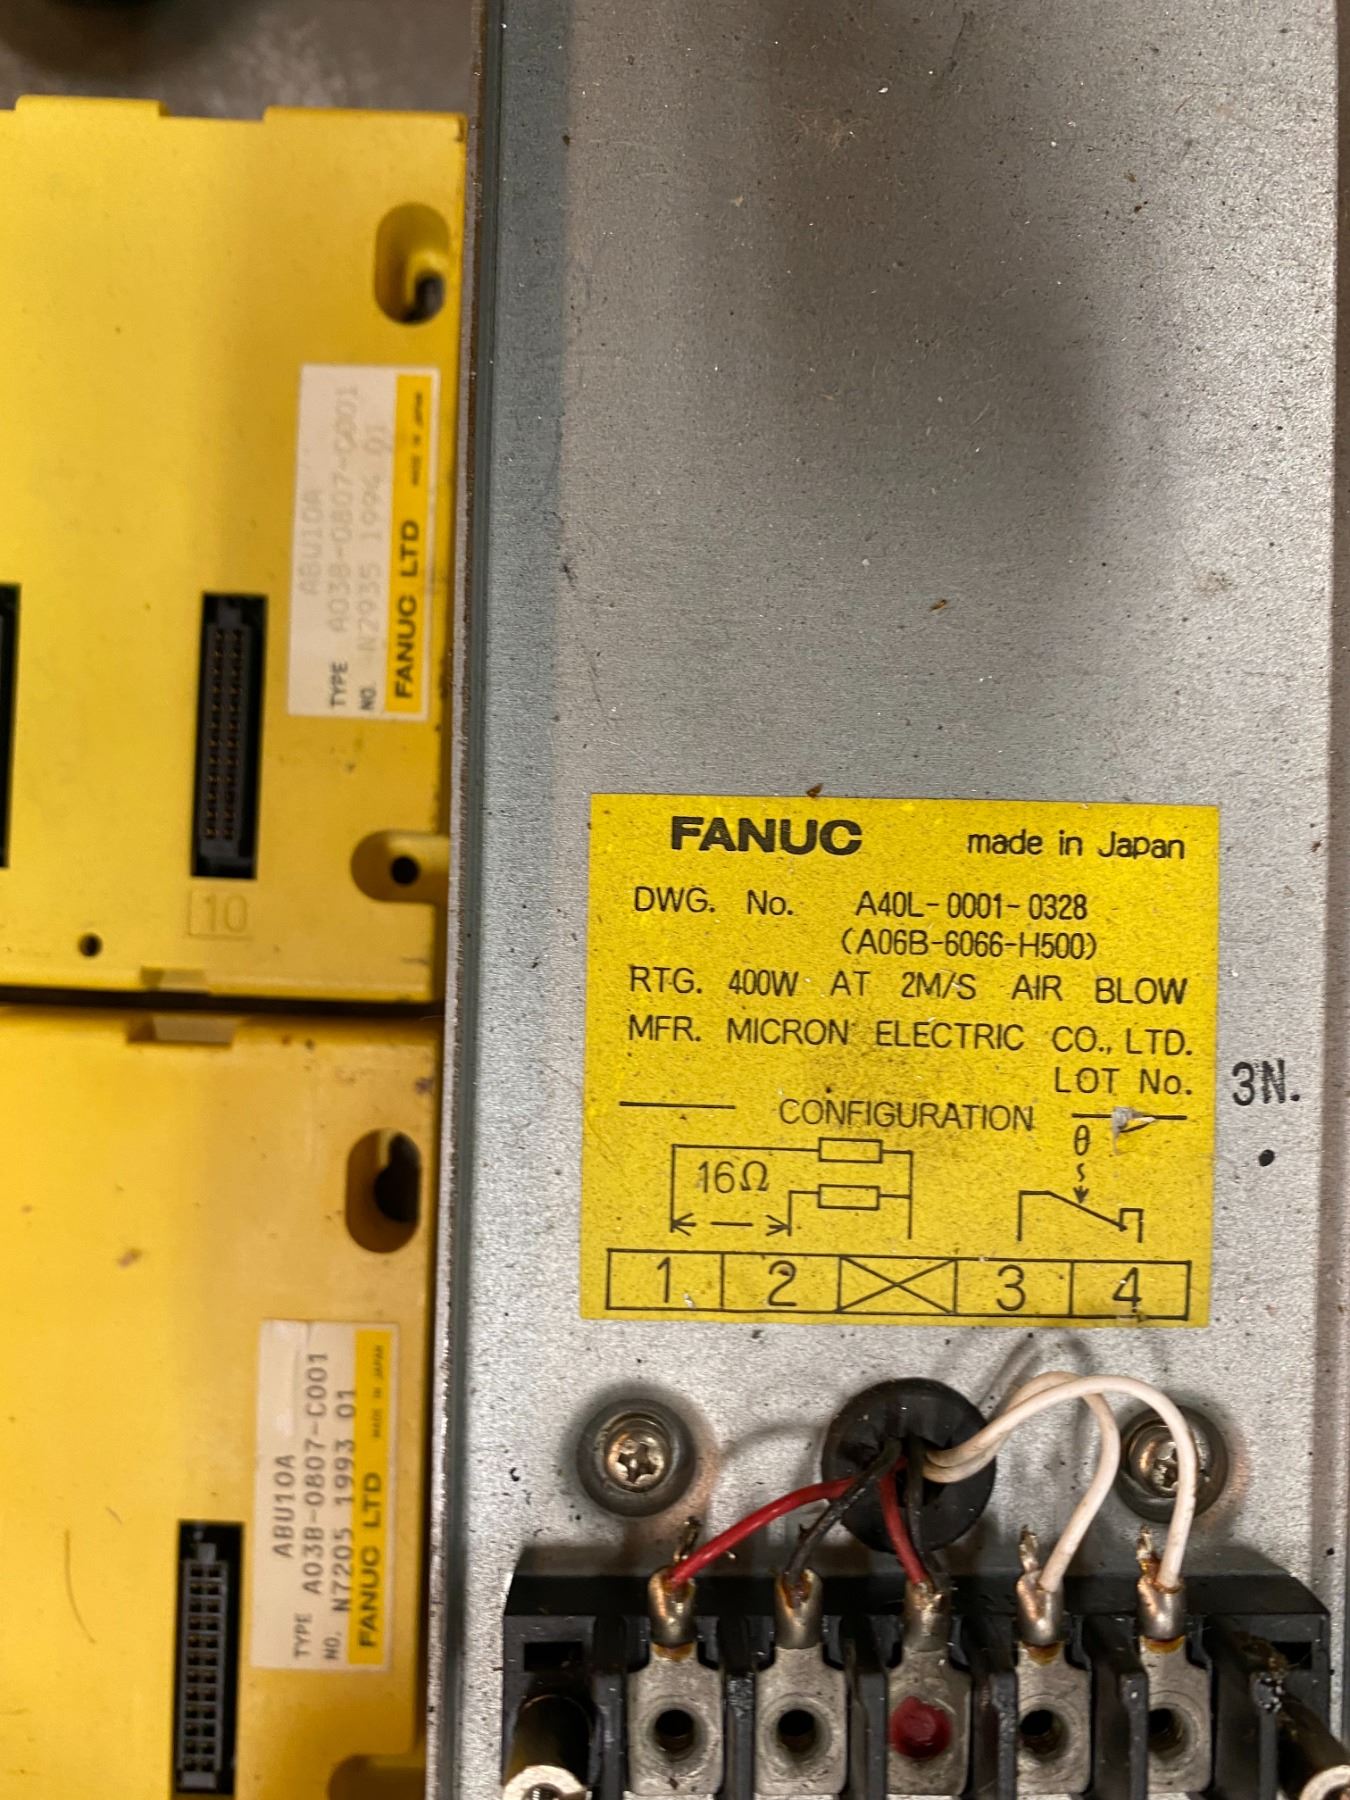 ABU10A
TYPE A03B-0807-C001
NO. N7935 1994 01
FANUC LTD MADE IN JAPAN
10
ABU10A
TYPE A03B-0807-C001
NO. N7205 1993 01
FANUC LTD MADE IN JAPAN
FANUC made in Japan
DWG. No. A40L-0001-0328
(A06B-6066-H500)
RTG. 400W AT 2M/S AIR BLOW
MFR. MICRON ELECTRIC CO., LTD.
LOT No. 3N.
CONFIGURATION
θ
16Ω
1 2 3 4